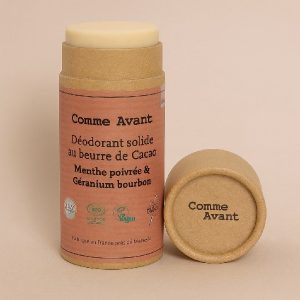 Comme Avant
Déodorant solide
au beurre de Cacao
Menthe poivrée &
Géranium bourbon
Comme
Avant